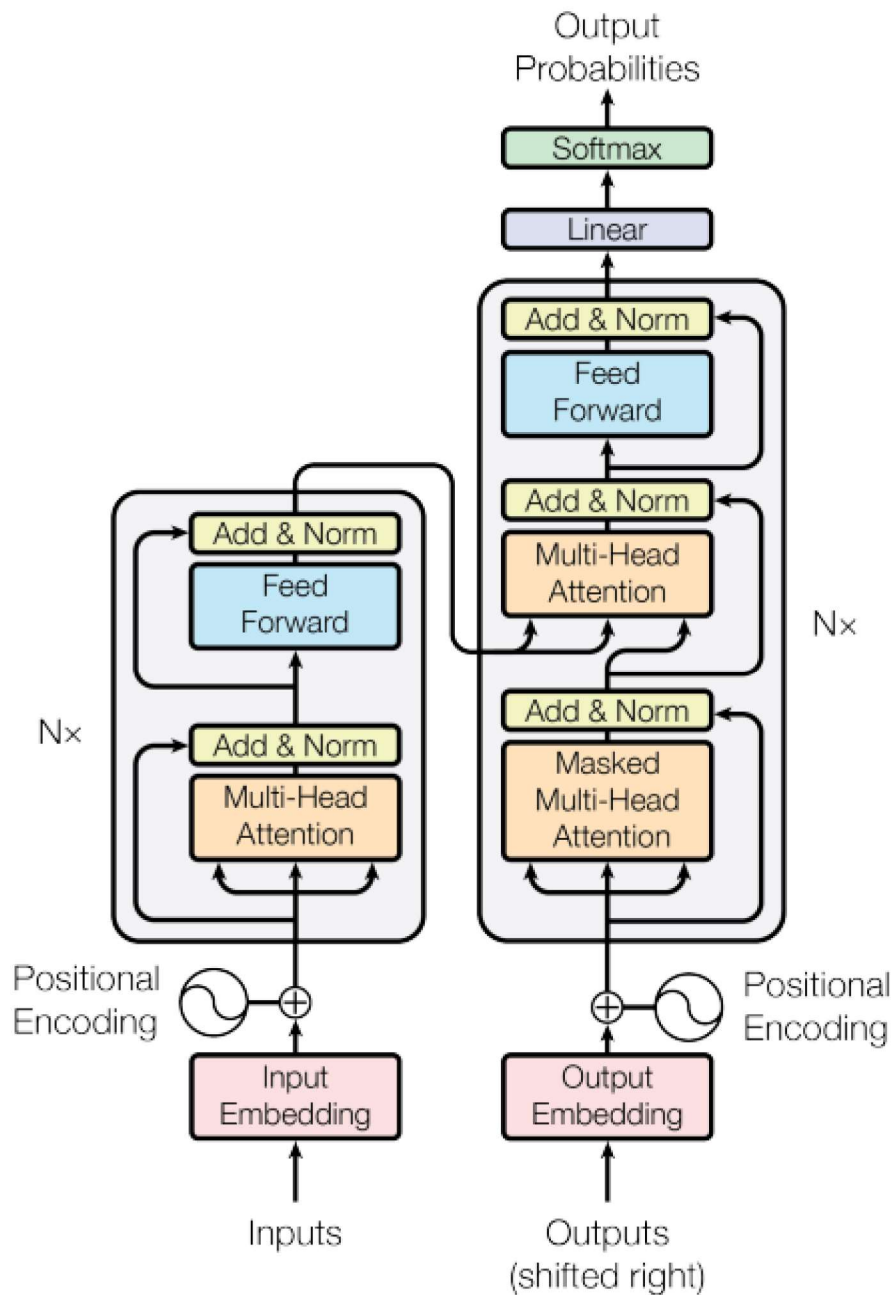 Output
Probabilities
Softmax
Linear
Add & Norm
Feed
Forward
Add & Norm
Multi-Head
Attention
Add & Norm
Masked
Multi-Head
Attention
N×
Add & Norm
Feed
Forward
Add & Norm
Multi-Head
Attention
N×
Positional
Encoding
Positional
Encoding
Input
Embedding
Output
Embedding
Inputs
Outputs
(shifted right)